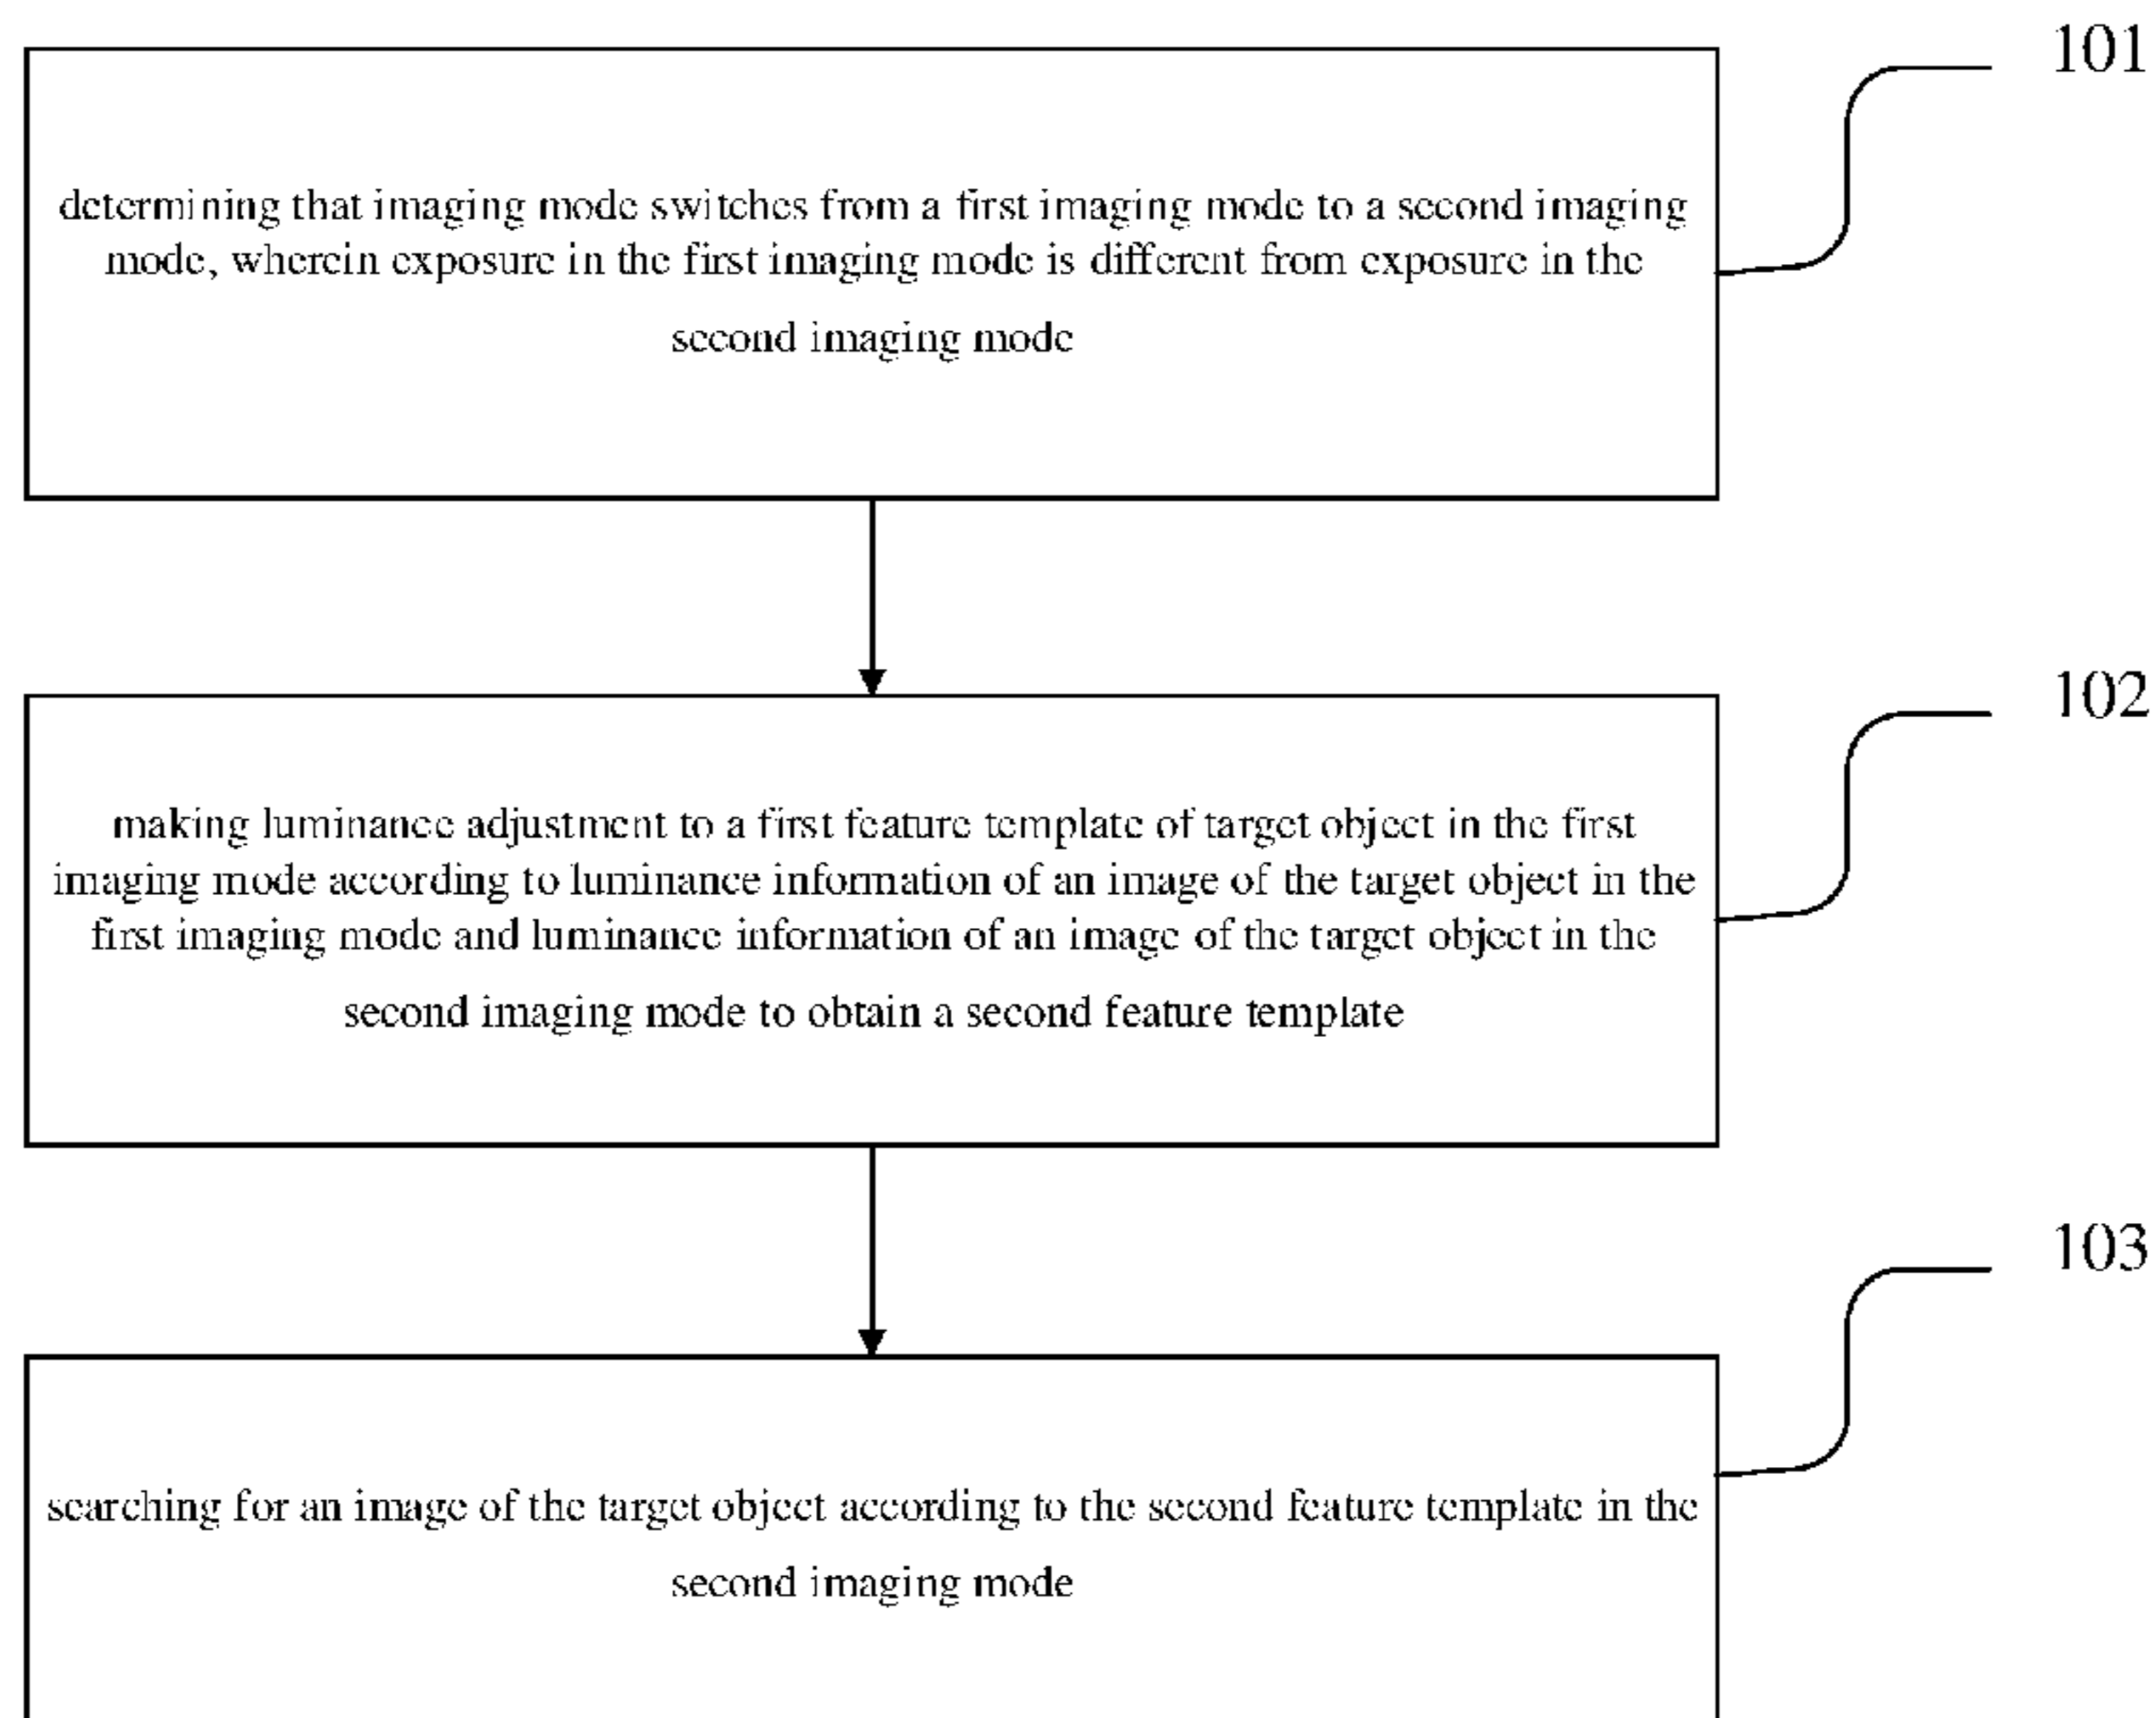 101
determining that imaging mode switches from a first imaging mode to a second imaging
mode, wherein exposure in the first imaging mode is different from exposure in the
second imaging mode
102
making luminance adjustment to a first feature template of target object in the first
imaging mode according to luminance information of an image of the target object in the
first imaging mode and luminance information of an image of the target object in the
second imaging mode to obtain a second feature template
103
searching for an image of the target object according to the second feature template in the
second imaging mode